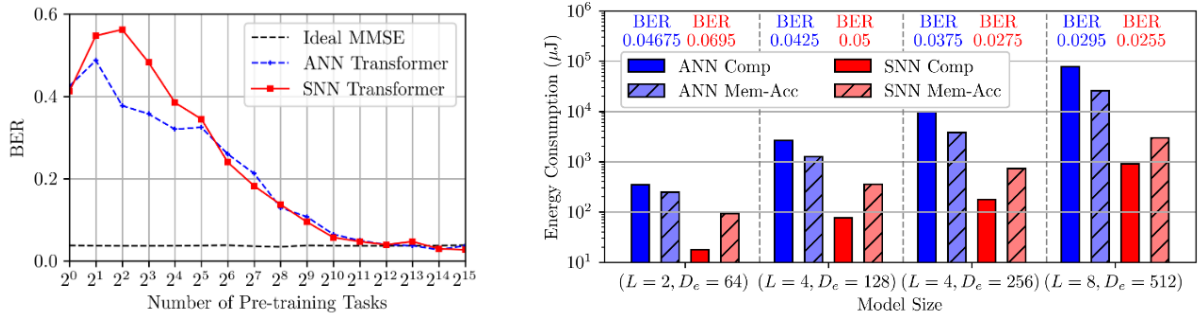 0.6
0.4
0.2
0.0
BER
Ideal MMSE
ANN Transformer
SNN Transformer
2^0 2^1 2^2 2^3 2^4 2^5 2^6 2^7 2^8 2^9 2^10 2^11 2^12 2^13 2^14 2^15
Number of Pre-training Tasks
10^6
10^5
10^4
10^3
10^2
10^1
Energy Consumption (μJ)
BER BER BER BER BER BER BER BER
0.04675 0.0695 0.0425 0.05 0.0375 0.0275 0.0295 0.0255
ANN Comp SNN Comp
ANN Mem-Acc SNN Mem-Acc
(L = 2, D_e = 64) (L = 4, D_e = 128) (L = 4, D_e = 256) (L = 8, D_e = 512)
Model Size